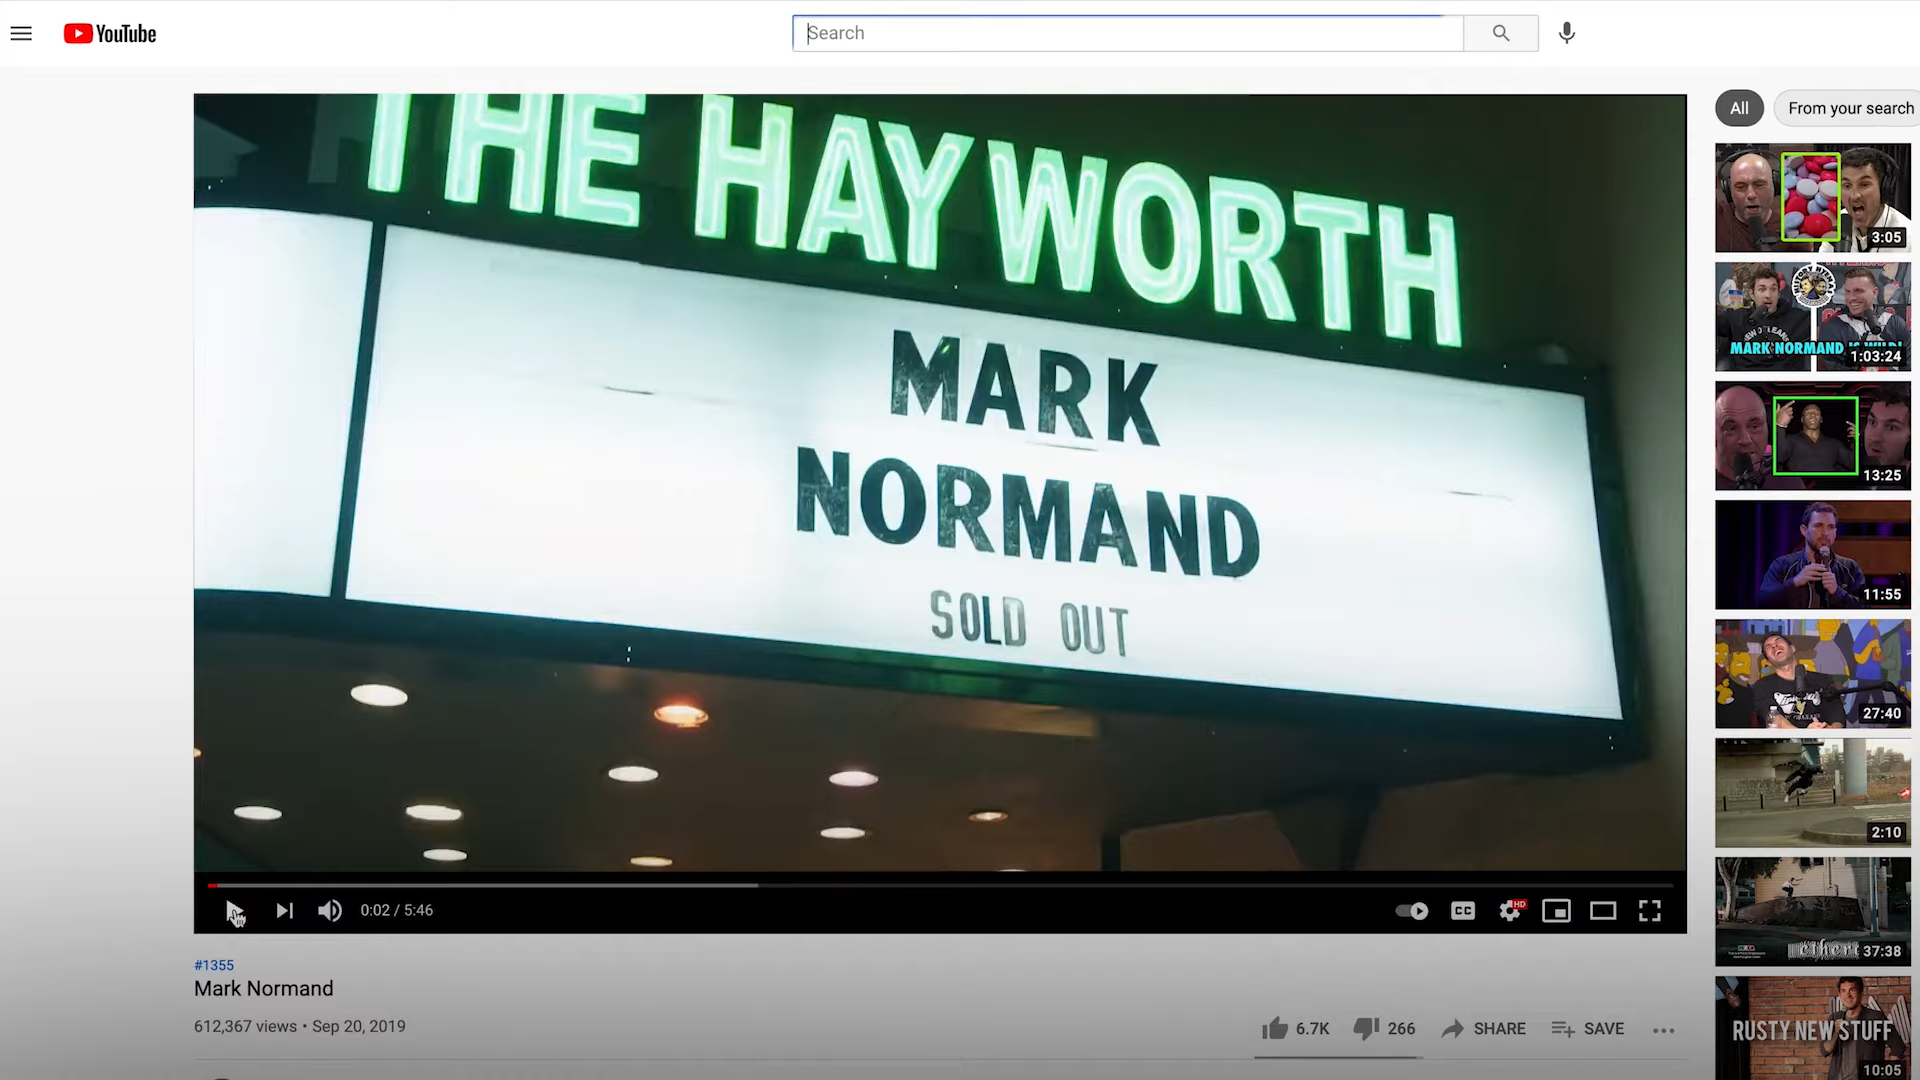 YouTube
Search
THE HAYWORTH
MARK
NORMAND
SOLD OUT
0:02 / 5:46
CC
HD
#1355
Mark Normand
612,367 views • Sep 20, 2019
6.7K
266
SHARE
SAVE
All
From your search
3:05
MARK NORMAND
1:03:24
13:25
11:55
27:40
2:10
37:38
RUSTY NEW STUFF
10:05